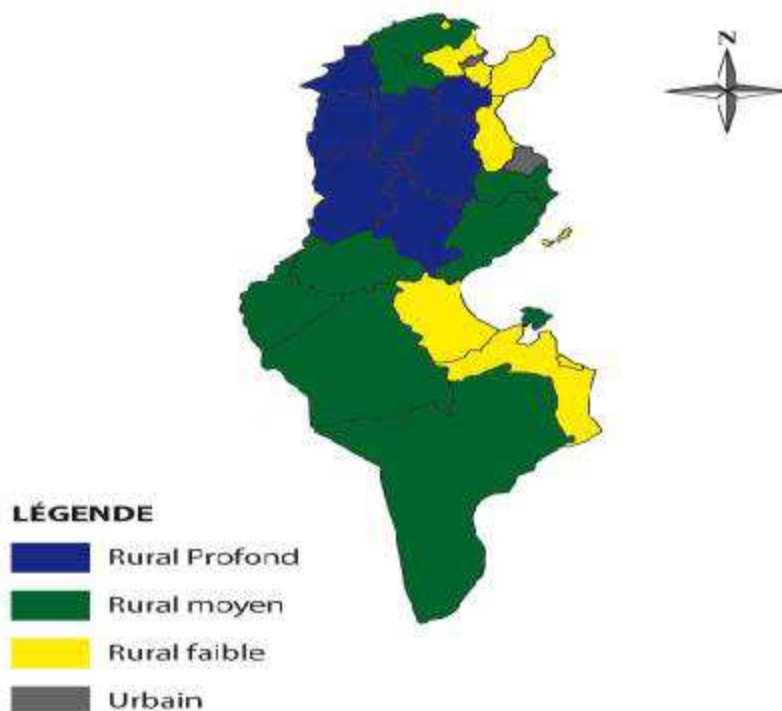 N
LÉGENDE
Rural Profond
Rural moyen
Rural faible
Urbain